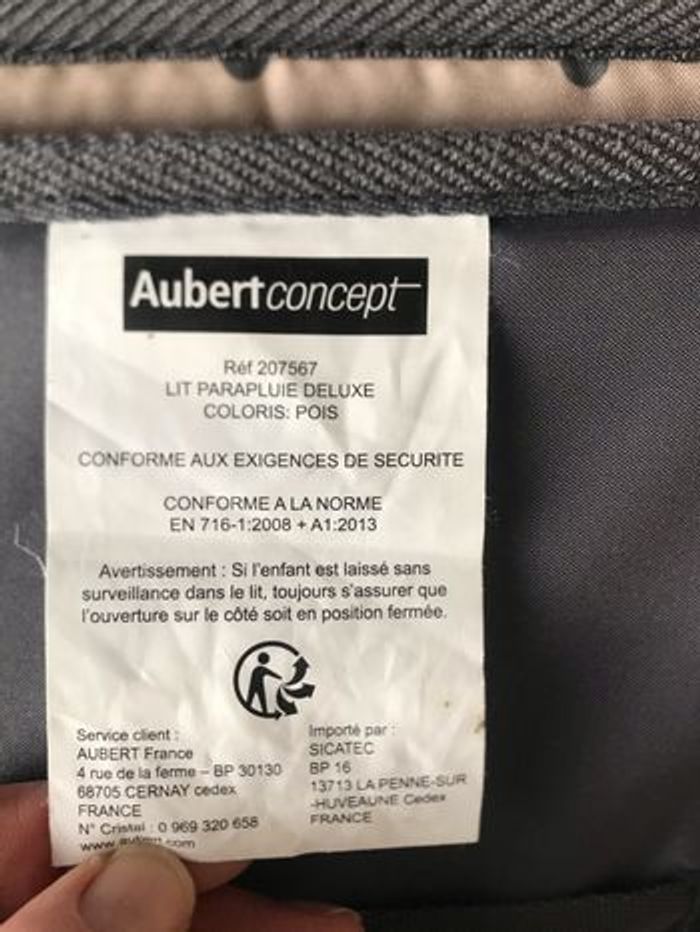 Aubert concept
Réf 207567
LIT PARAPLUIE DELUXE
COLORIS: POIS
CONFORME AUX EXIGENCES DE SECURITE
CONFORME A LA NORME
EN 716-1:2008 + A1:2013
Avertissement : Si l'enfant est laissé sans
surveillance dans le lit, toujours s'assurer que
l'ouverture sur le côté soit en position fermée.
Service client :
AUBERT France
4 rue de la ferme – BP 30130
68705 CERNAY cedex
FRANCE
N° Cristal : 0 969 320 658
Importé par :
SICATEC
BP 16
13713 LA PENNE-SUR
-HUVEAUNE Cedex
FRANCE